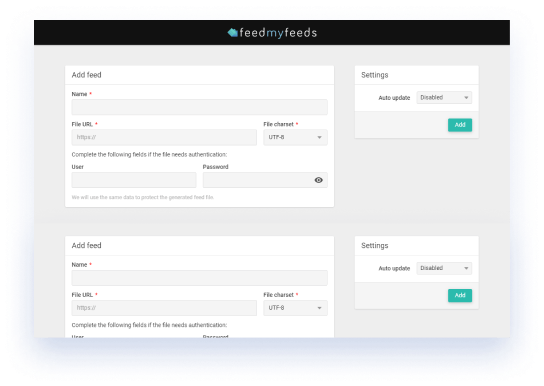 feedmyfeeds
Add feed
Settings
Name *
Auto update Disabled
File URL * File charset *
https:// UTF-8
Add
Complete the following fields if the file needs authentication:
User Password
We will use the same data to protect the generated feed file.
Add feed
Settings
Name *
Auto update Disabled
File URL * File charset *
https:// UTF-8
Add
Complete the following fields if the file needs authentication:
User Password